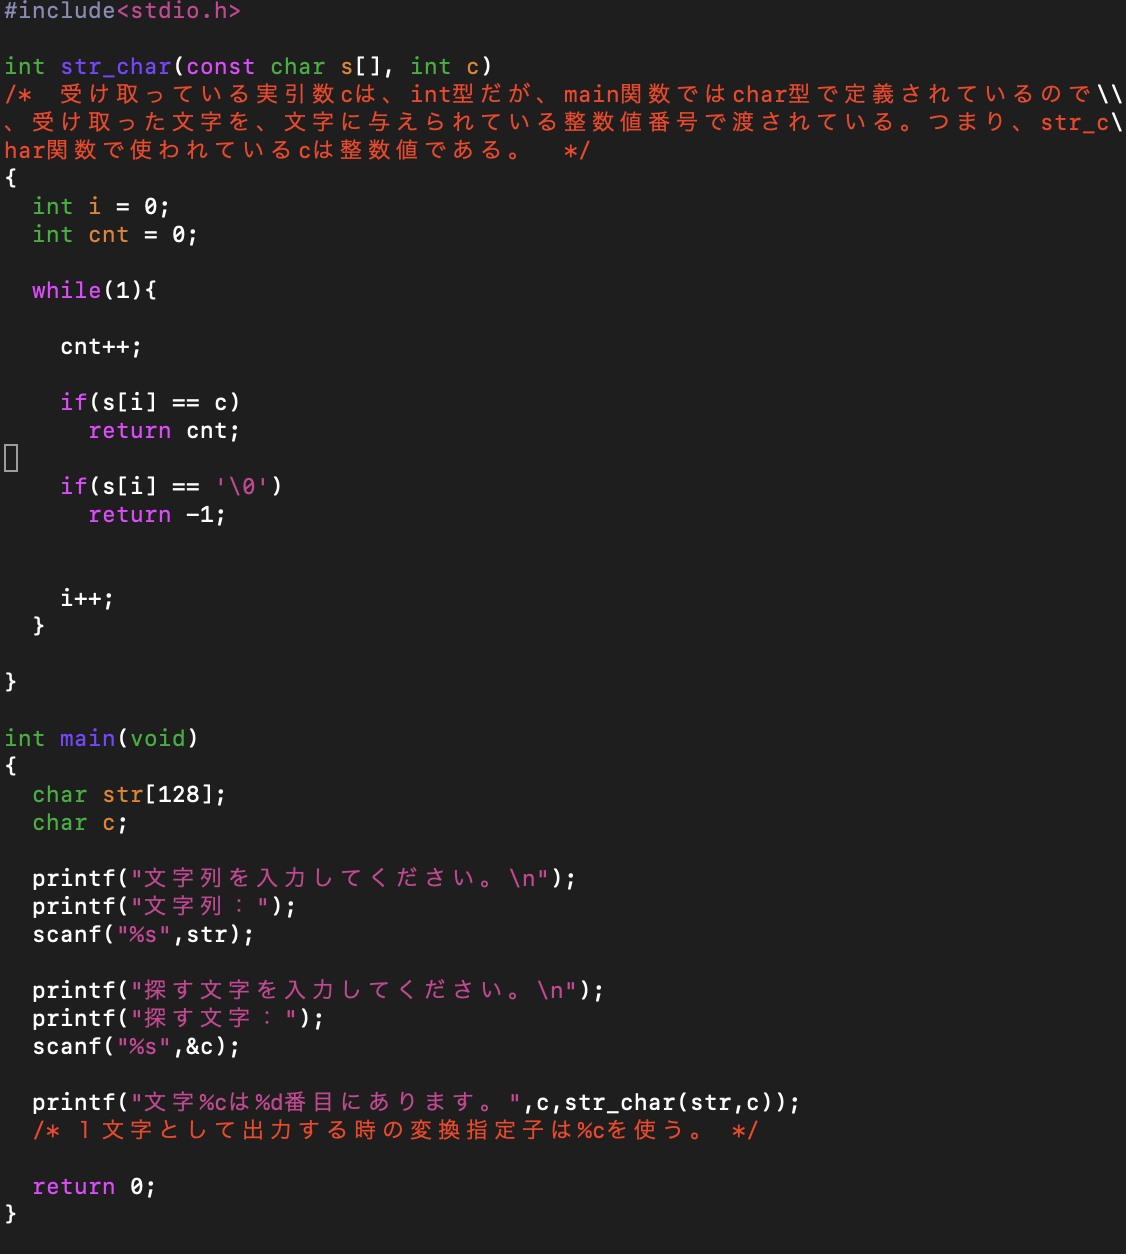 #include<stdio.h>
int str_char(const char s[], int c)
/*  受け取っている実引数cは、int型だが、main関数ではchar型で定義されているので\\
、受け取った文字を、文字に与えられている整数値番号で渡されている。つまり、str_c\
har関数で使われているcは整数値である。  */
{
  int i = 0;
  int cnt = 0;
  while(1){
    cnt++;
    if(s[i] == c)
      return cnt;
    if(s[i] == '\0')
      return -1;
    i++;
  }
}
int main(void)
{
  char str[128];
  char c;
  printf("文字列を入力してください。\n");
  printf("文字列：");
  scanf("%s",str);
  printf("探す文字を入力してください。\n");
  printf("探す文字：");
  scanf("%s",&c);
  printf("文字%cは%d番目にあります。",c,str_char(str,c));
  /* １文字として出力する時の変換指定子は%cを使う。 */
  return 0;
}